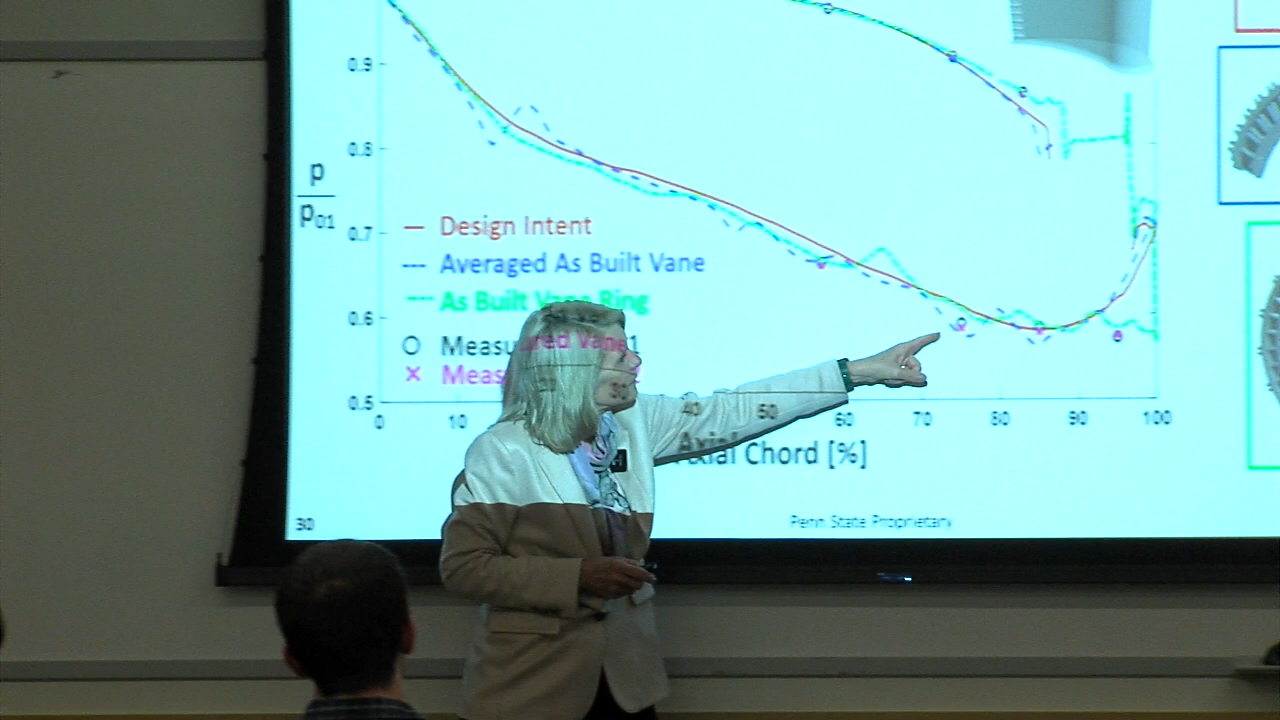 0.9
0.8
p
p01
0.7
Design Intent
Averaged As Built Vane
As Built Vane Ring
0.6
Measured Vane 1
Meas
0.5
0 10 30 40 50 60 70 80 90 100
Axial Chord [%]
30
Penn State Proprietary